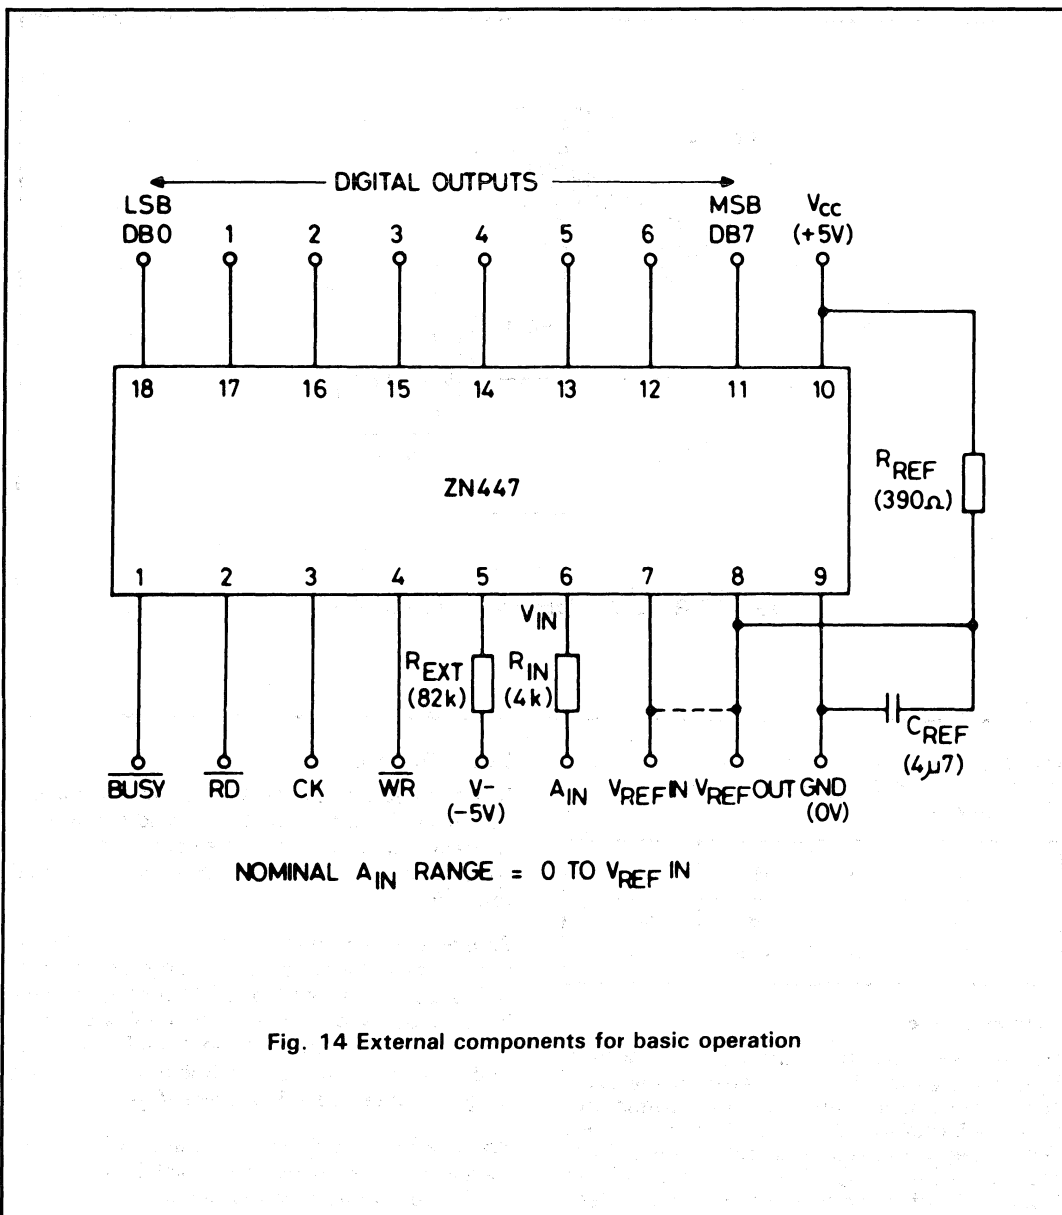 DIGITAL OUTPUTS
LSB MSB VCC
DB0 1 2 3 4 5 6 DB7 (+5V)
18 17 16 15 14 13 12 11 10
RREF
(390Ω)
ZN447
1 2 3 4 5 6 7 8 9
VIN
REXT RIN
(82k) (4k)
CREF
(4µ7)
BUSY RD CK WR V- AIN VREF IN VREF OUT GND
(-5V) (0V)
NOMINAL AIN RANGE = 0 TO VREF IN
Fig. 14 External components for basic operation